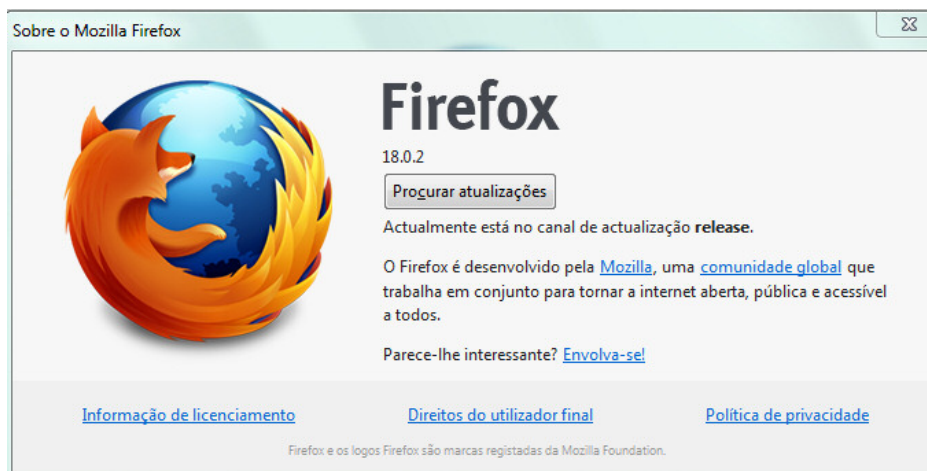 Sobre o Mozilla Firefox
Firefox
18.0.2
Procurar atualizações
Actualmente está no canal de actualização release.
O Firefox é desenvolvido pela Mozilla, uma comunidade global que
trabalha em conjunto para tornar a internet aberta, pública e acessível
a todos.
Parece-lhe interessante? Envolva-se!
Informação de licenciamento
Direitos do utilizador final
Política de privacidade
Firefox e os logos Firefox são marcas registadas da Mozilla Foundation.